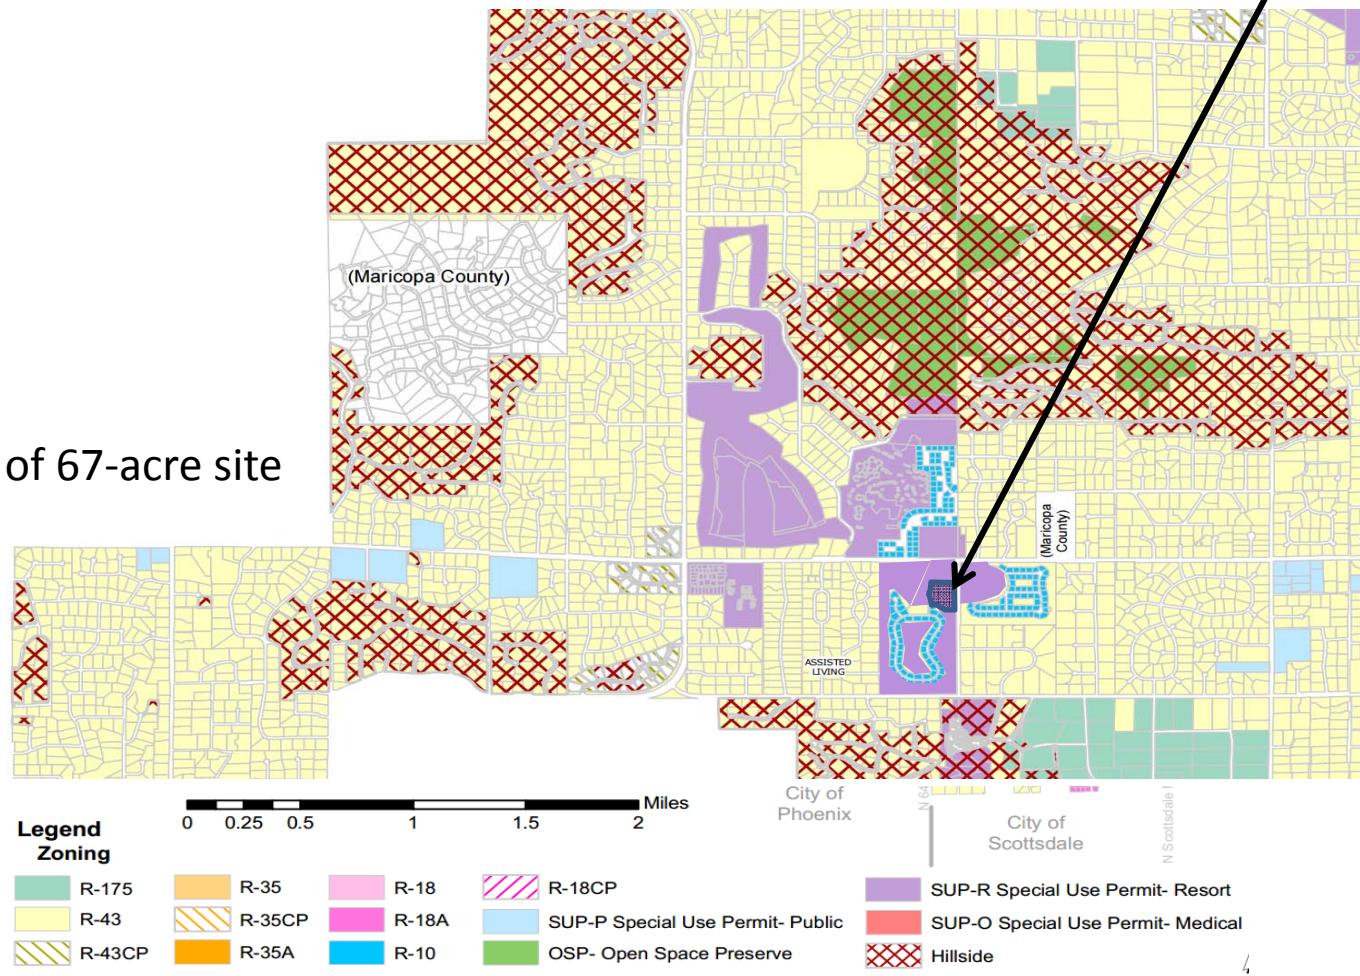 (Maricopa County)
of 67-acre site
(Maricopa
County)
ASSISTED
LIVING
Miles
0 0.25 0.5 1 1.5 2
City of
Phoenix
N 64
City of
Scottsdale
N Scottsdale
Legend
Zoning
R-175
R-43
R-43CP
R-35
R-35CP
R-35A
R-18
R-18A
R-10
R-18CP
SUP-P Special Use Permit- Public
OSP- Open Space Preserve
SUP-R Special Use Permit- Resort
SUP-O Special Use Permit- Medical
Hillside